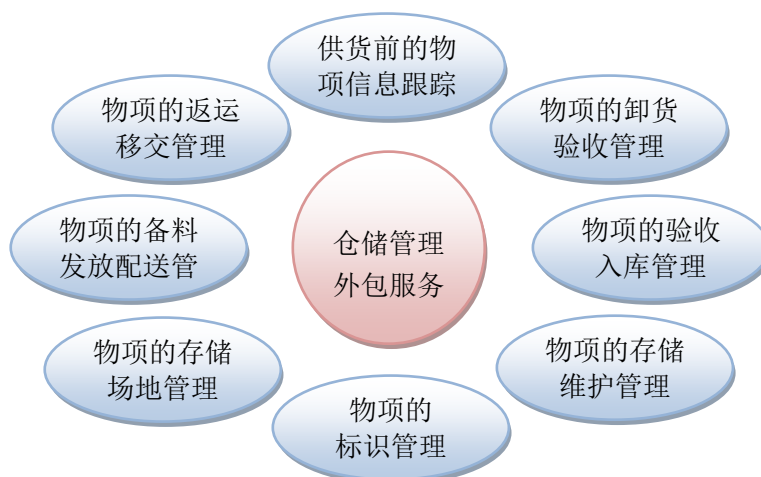 供货前的物
项信息跟踪
物项的返运
移交管理
物项的卸货
验收管理
物项的备料
发放配送管
仓储管理
外包服务
物项的验收
入库管理
物项的存储
场地管理
物项的存储
维护管理
物项的
标识管理